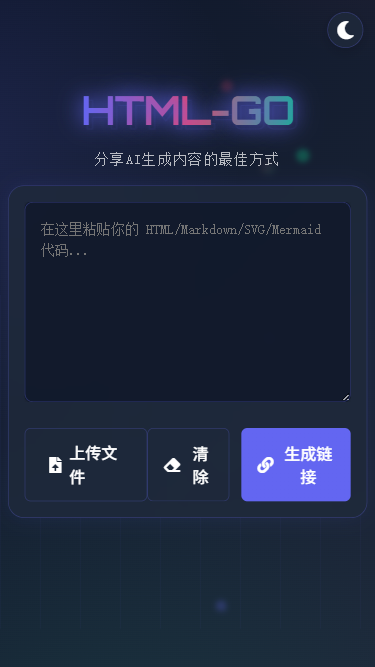 HTML-GO
分享AI生成内容的最佳方式
在这里粘贴你的 HTML/Markdown/SVG/Mermaid
代码...
上传文
件
清
除
生成链
接